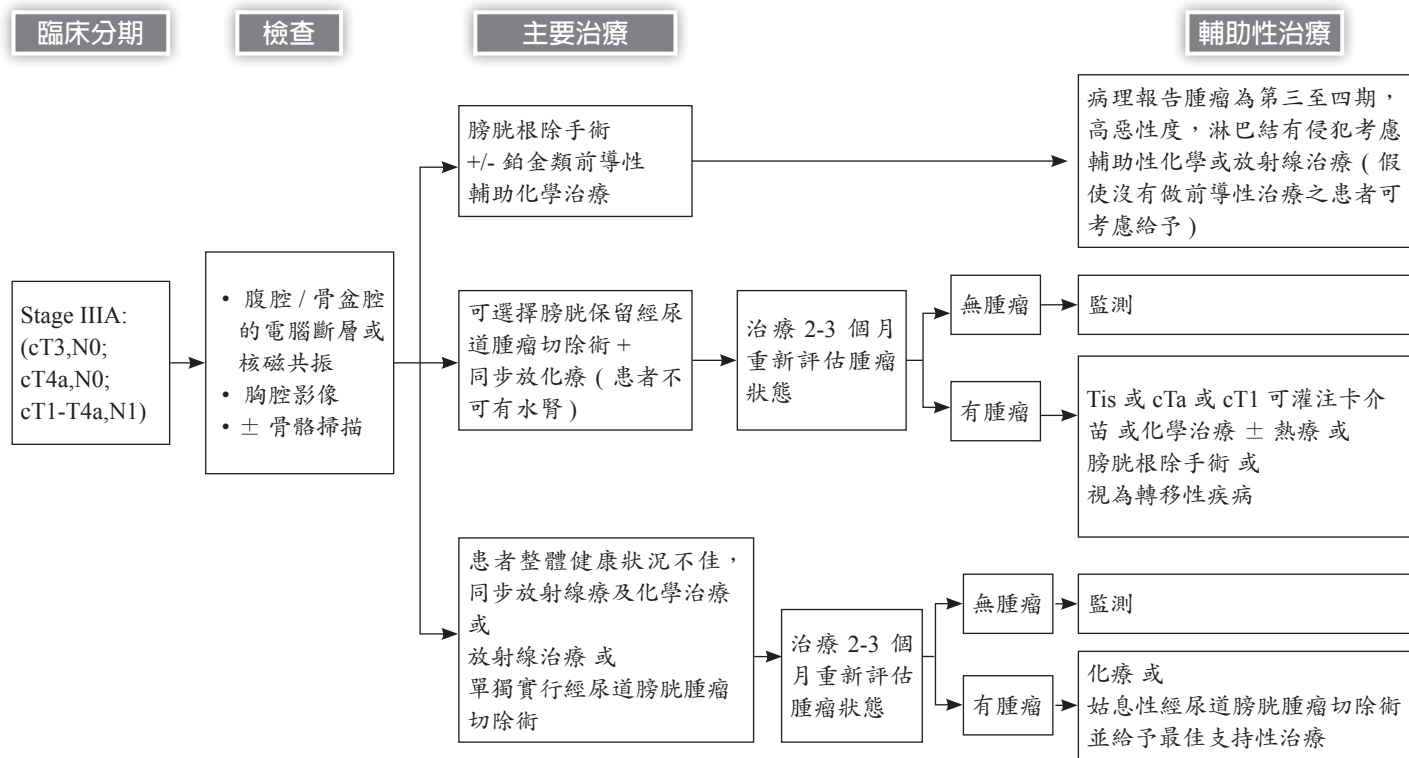 臨床分期
檢查
主要治療
輔助性治療
Stage IIIA:
(cT3,N0;
cT4a,N0;
cT1-T4a,N1)
• 腹腔 / 骨盆腔
的電腦斷層或
核磁共振
• 胸腔影像
• ± 骨骼掃描
膀胱根除手術
+/- 鉑金類前導性
輔助化學治療
病理報告腫瘤為第三至四期，
高惡性度，淋巴結有侵犯考慮
輔助性化學或放射線治療 ( 假
使沒有做前導性治療之患者可
考慮給予 )
可選擇膀胱保留經尿
道腫瘤切除術 +
同步放化療 ( 患者不
可有水腎 )
治療 2-3 個月
重新評估腫瘤
狀態
無腫瘤
監測
有腫瘤
Tis 或 cTa 或 cT1 可灌注卡介
苗 或化學治療 ± 熱療 或
膀胱根除手術 或
視為轉移性疾病
患者整體健康狀況不佳，
同步放射線療及化學治療
或
放射線治療 或
單獨實行經尿道膀胱腫瘤
切除術
治療 2-3 個
月重新評估
腫瘤狀態
無腫瘤
監測
有腫瘤
化療 或
姑息性經尿道膀胱腫瘤切除術
並給予最佳支持性治療